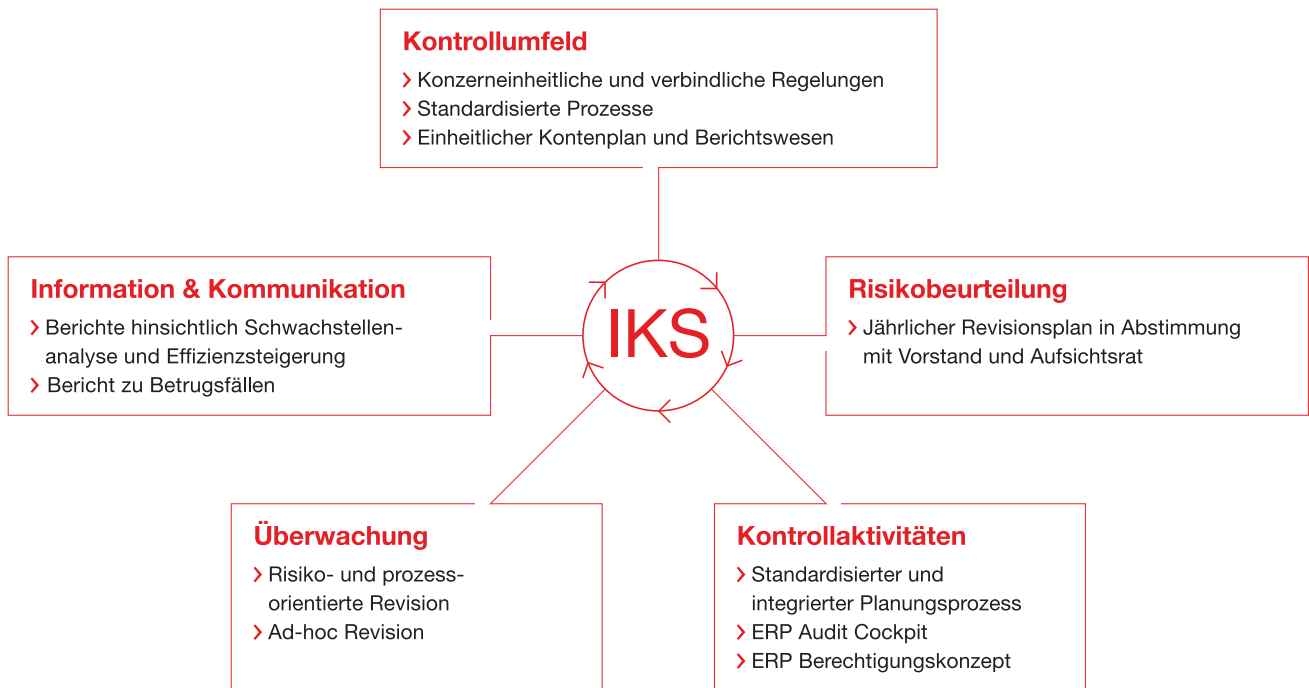 Kontrollumfeld
Konzerneinheitliche und verbindliche Regelungen
Standardisierte Prozesse
Einheitlicher Kontenplan und Berichtswesen
Information & Kommunikation
Berichte hinsichtlich Schwachstellen-
analyse und Effizienzsteigerung
Bericht zu Betrugsfällen
IKS
Risikobeurteilung
Jährlicher Revisionsplan in Abstimmung
mit Vorstand und Aufsichtsrat
Überwachung
Risiko- und prozess-
orientierte Revision
Ad-hoc Revision
Kontrollaktivitäten
Standardisierter und
integrierter Planungsprozess
ERP Audit Cockpit
ERP Berechtigungskonzept